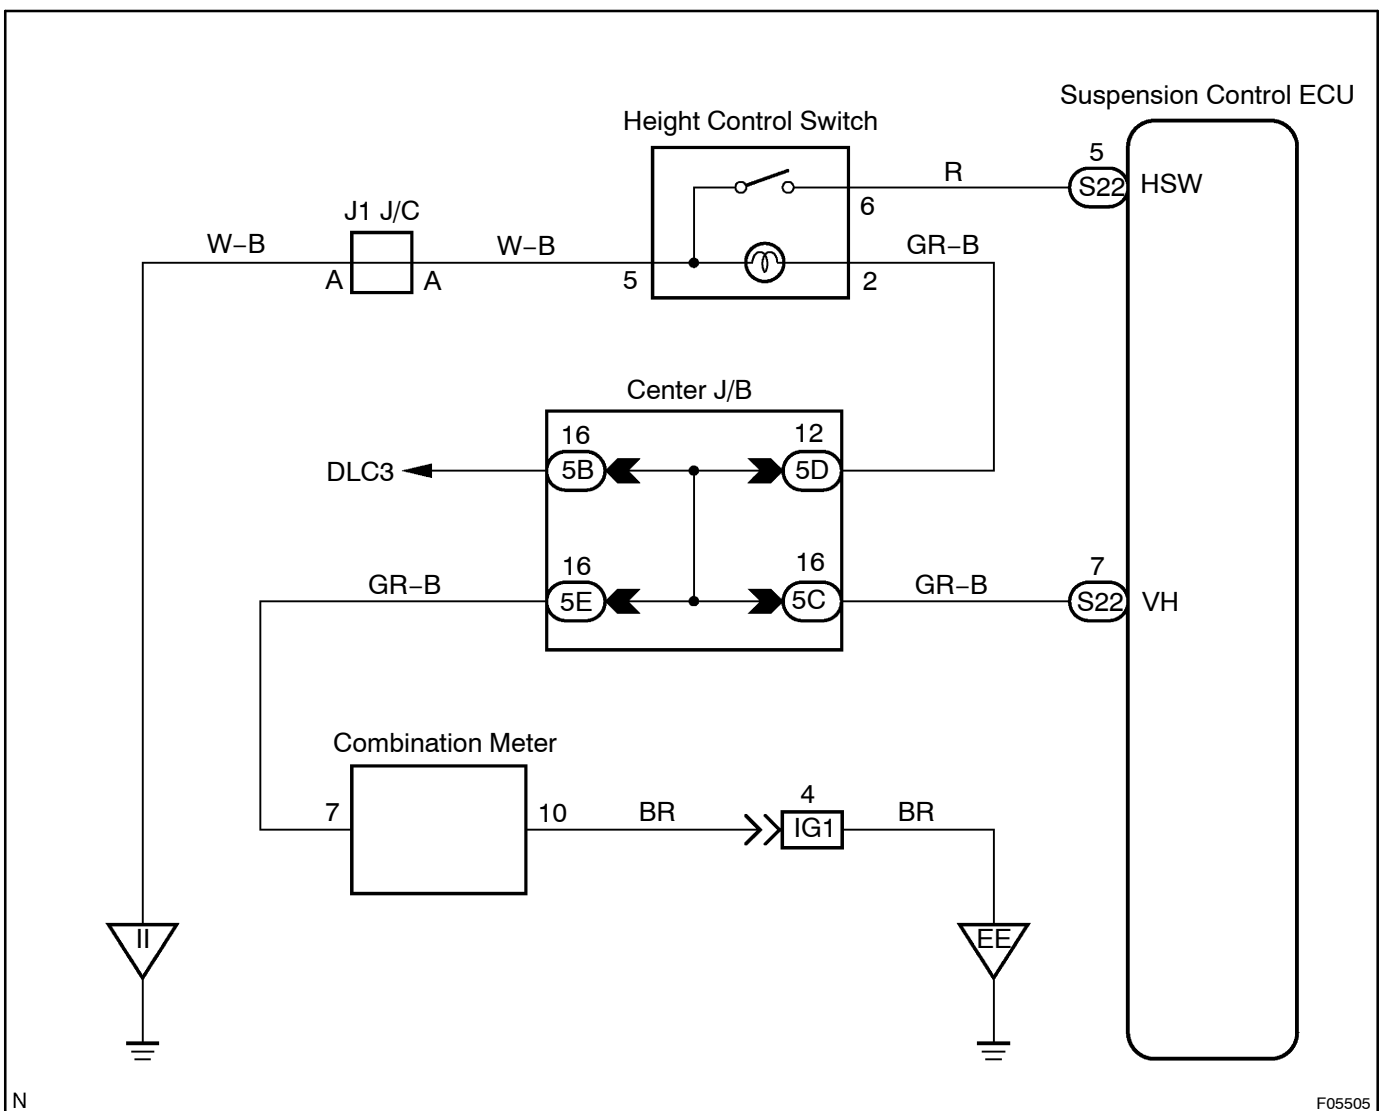 Suspension Control ECU
Height Control Switch
5
R
S22
HSW
J1 J/C
6
W–B
W–B
GR–B
A
A
5
2
Center J/B
16
12
DLC3
5B
5D
16
16
7
GR–B
GR–B
5E
5C
S22
VH
Combination Meter
4
7
10
BR
IG1
BR
II
EE
N
F05505